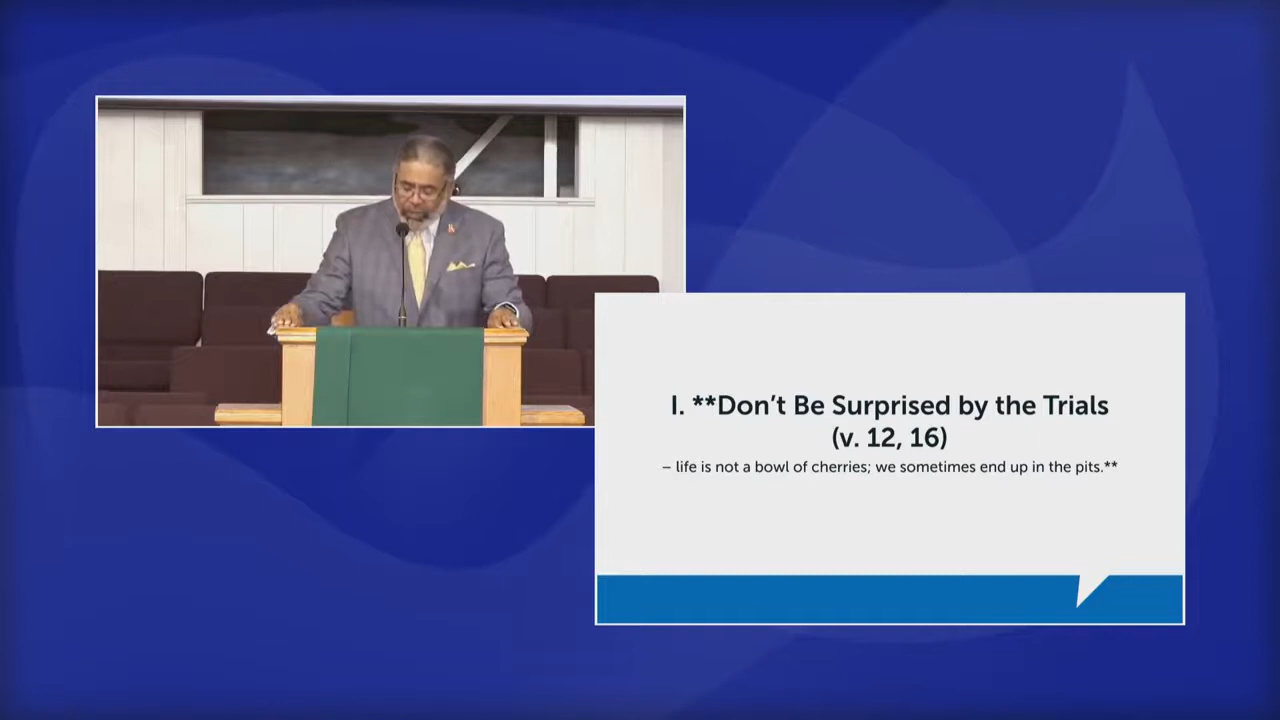 I. **Don’t Be Surprised by the Trials
(v. 12, 16)
– life is not a bowl of cherries; we sometimes end up in the pits.**